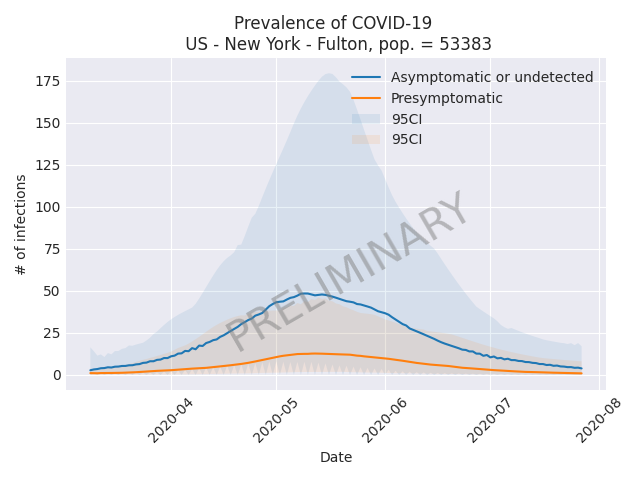 Prevalence of COVID-19
US - New York - Fulton, pop. = 53383
Asymptomatic or undetected
Presymptomatic
95CI
95CI
175
150
125
100
75
50
25
0
# of infections
PRELIMINARY
2020-04
2020-05
2020-06
2020-07
2020-08
Date